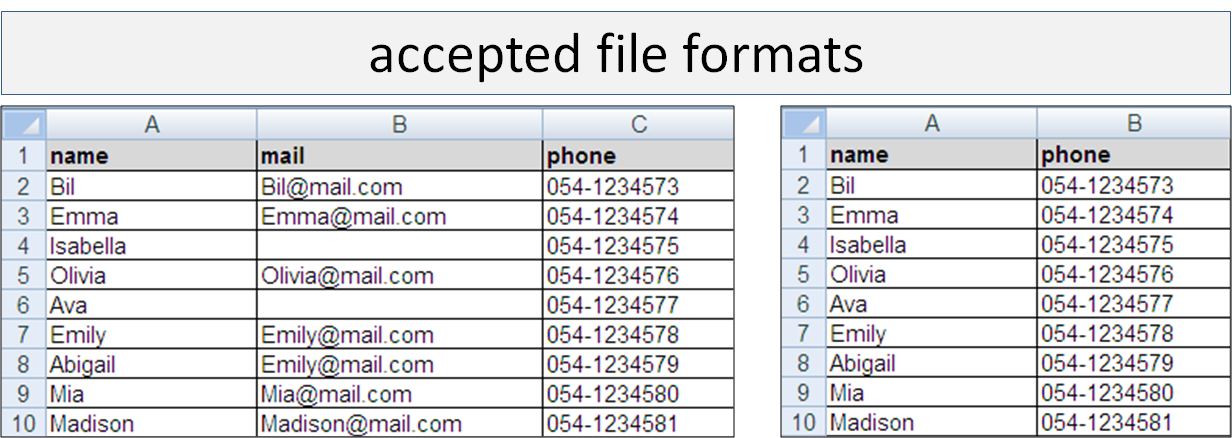 accepted file formats
A B C
1 name mail phone
2 Bil Bil@mail.com 054-1234573
3 Emma Emma@mail.com 054-1234574
4 Isabella 054-1234575
5 Olivia Olivia@mail.com 054-1234576
6 Ava 054-1234577
7 Emily Emily@mail.com 054-1234578
8 Abigail Emily@mail.com 054-1234579
9 Mia Mia@mail.com 054-1234580
10 Madison Madison@mail.com 054-1234581
A B
1 name phone
2 Bil 054-1234573
3 Emma 054-1234574
4 Isabella 054-1234575
5 Olivia 054-1234576
6 Ava 054-1234577
7 Emily 054-1234578
8 Abigail 054-1234579
9 Mia 054-1234580
10 Madison 054-1234581